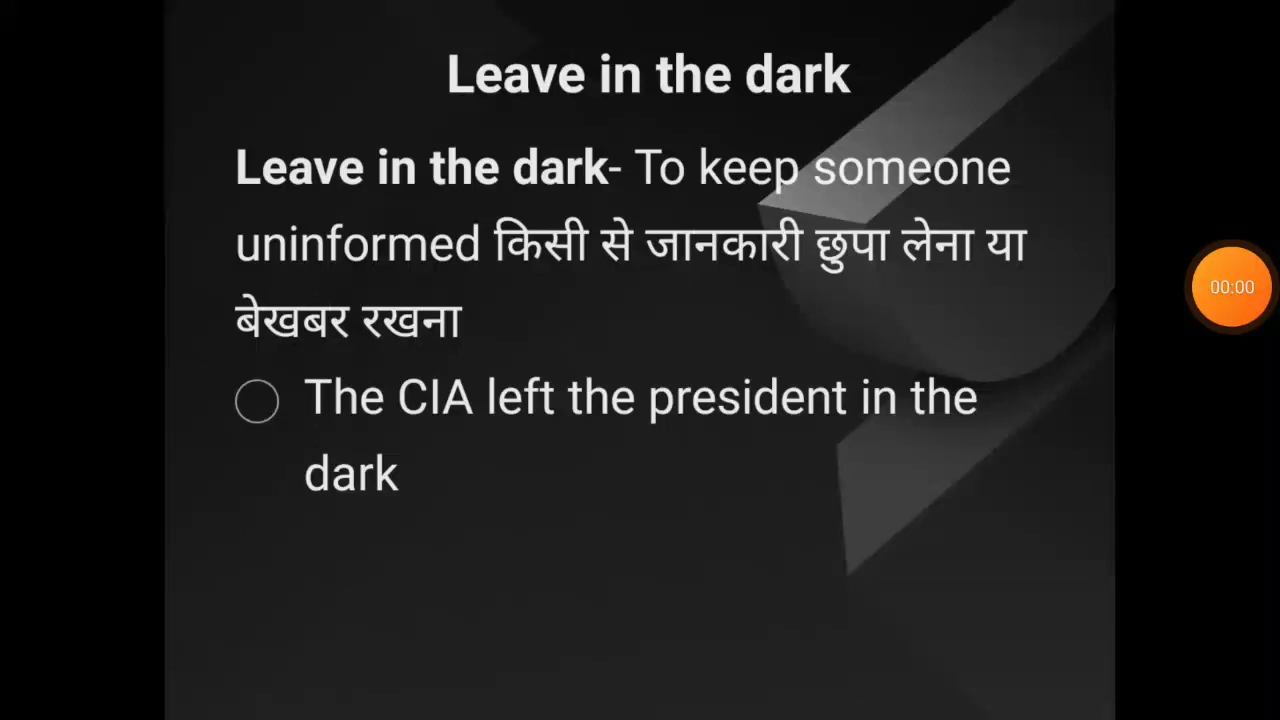 Leave in the dark
Leave in the dark- To keep someone
uninformed किसी से जानकारी छुपा लेना या
बेखबर रखना
The CIA left the president in the
dark
00:00